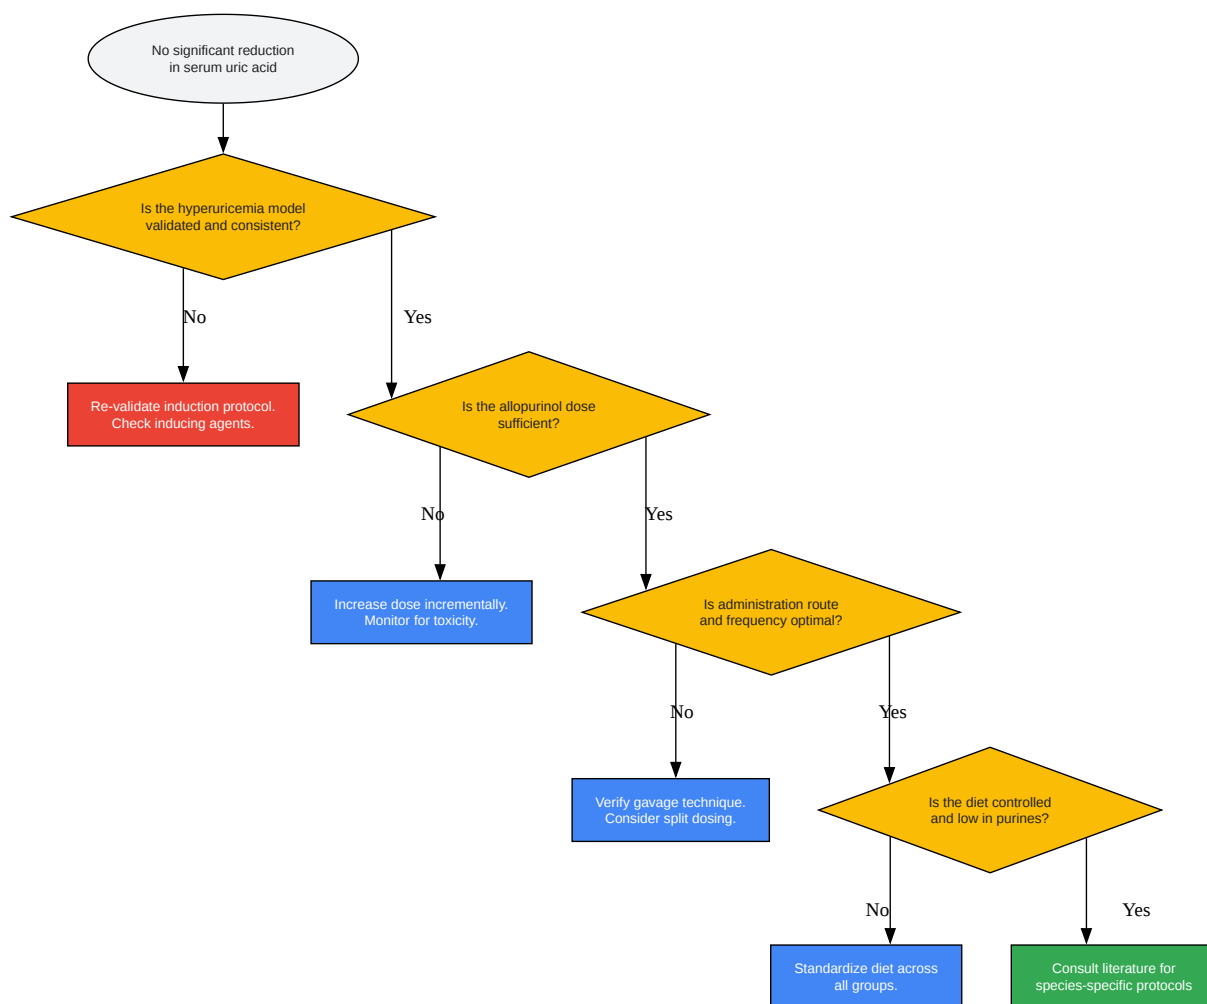 No significant reduction
in serum uric acid
Is the hyperuricemia model
validated and consistent?
No
Yes
Re-validate induction protocol.
Check inducing agents.
Is the allopurinol dose
sufficient?
No
Yes
Increase dose incrementally.
Monitor for toxicity.
Is administration route
and frequency optimal?
No
Yes
Verify gavage technique.
Consider split dosing.
Is the diet controlled
and low in purines?
No
Yes
Standardize diet across
all groups.
Consult literature for
species-specific protocols